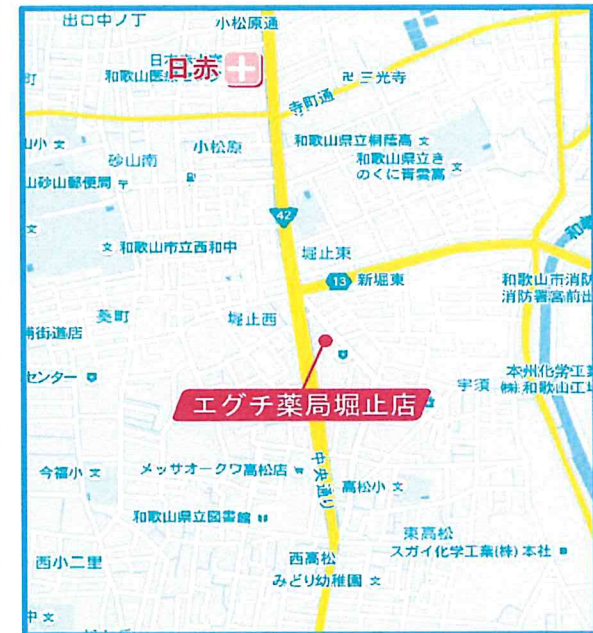 出口中ノ丁
小松原通
日赤
卍 三光寺
寺町通
小松原
和歌山県立桐蔭高
砂山南
和歌山県立き
のくに青雲高
山砂山郵便局
42
和歌山市立西和中
堀止東
13
新堀東
和歌山市消防
消防署宮前出
葵町
堀止西
街道店
センター
本州化学工業
(株)和歌山工場
宇須
エグチ薬局堀止店
今福小
メッサオークワ高松店
中央通り
高松小
和歌山県立図書館
東高松
スガイ化学工業(株)本社
西小二里
西高松
みどり幼稚園
中